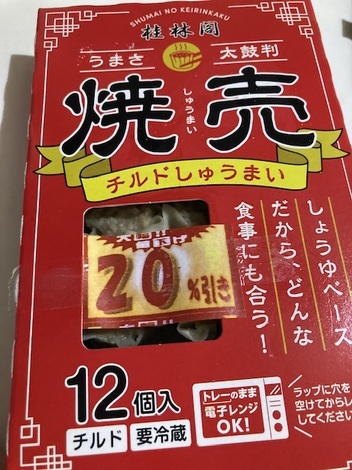 SHUMAI NO KEIRINKAKU
桂林閣
うまさ
太鼓判
焼売
しゅうまい
チルドしゅうまい
しょうゆベース
だから、どんな
食事にも合う!
20%引き
12個入
チルド
要冷蔵
トレーのまま
電子レンジ
OK!
ラップに穴を
空けてからレ
してください